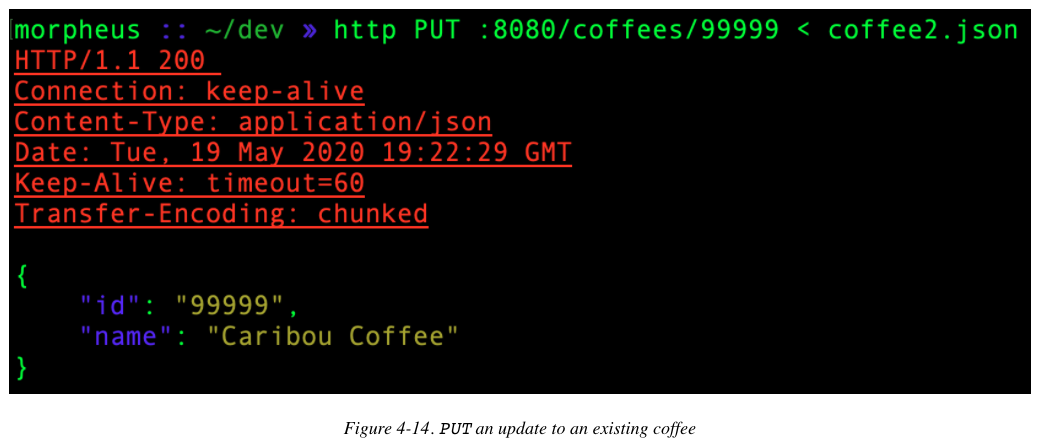 morpheus :: ~/dev » http PUT :8080/coffees/99999 < coffee2.json
HTTP/1.1 200
Connection: keep-alive
Content-Type: application/json
Date: Tue, 19 May 2020 19:22:29 GMT
Keep-Alive: timeout=60
Transfer-Encoding: chunked
{
    "id": "99999",
    "name": "Caribou Coffee"
}
Figure 4-14. PUT an update to an existing coffee